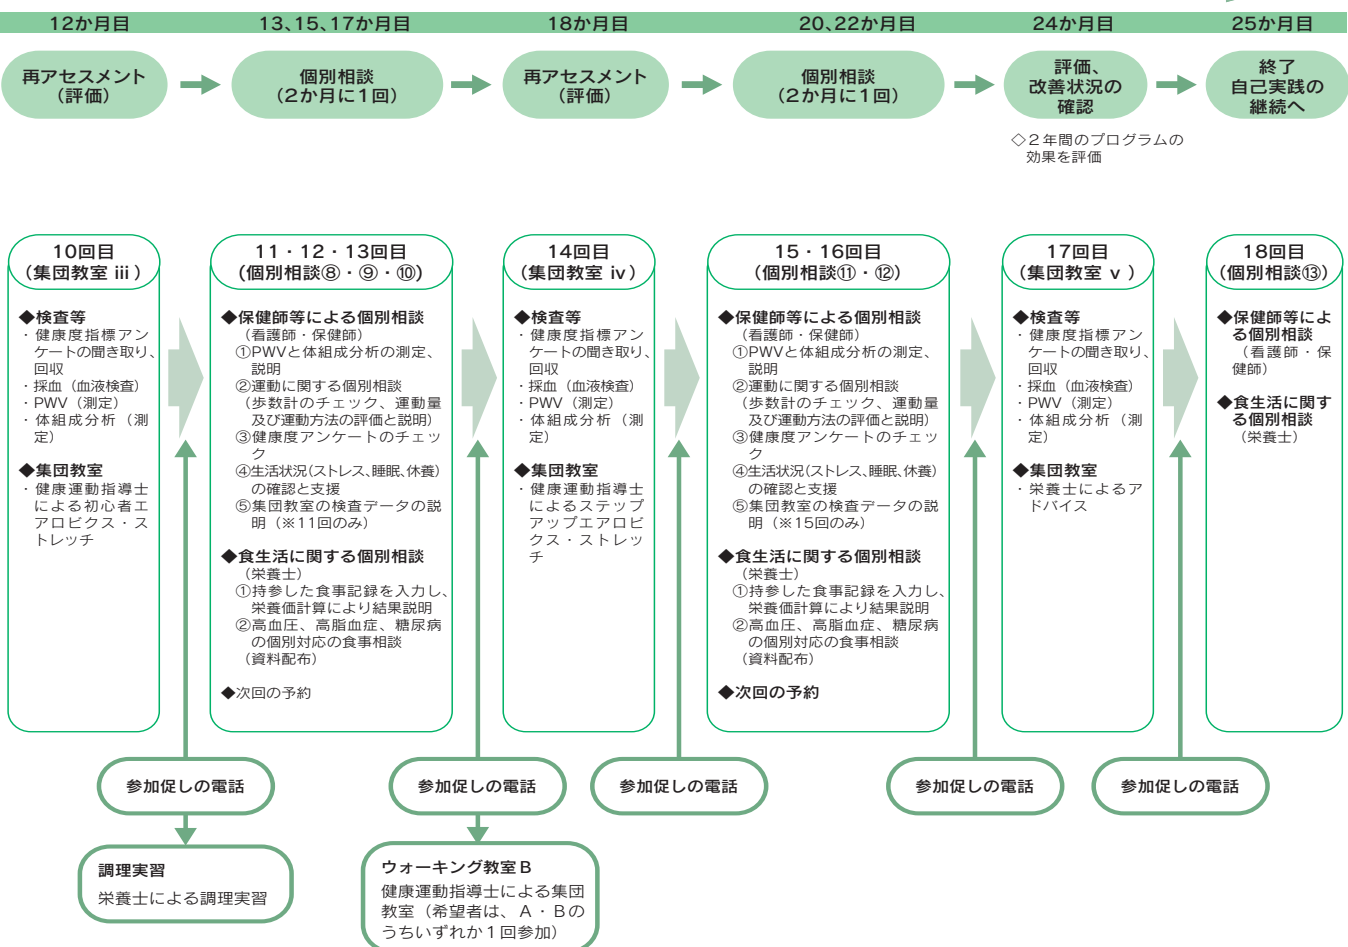 12か月目
13、15、17か月目
18か月目
20、22か月目
24か月目
25か月目
再アセスメント
（評価）
個別相談
（2か月に1回）
再アセスメント
（評価）
個別相談
（2か月に1回）
評価、
改善状況の
確認
終了
自己実践の
継続へ
◇２年間のプログラムの
効果を評価
10回目
（集団教室 iii ）
◆検査等
・健康度指標アン
ケートの聞き取り、
回収
・採血（血液検査）
・PWV（測定）
・体組成分析（測
定）
◆集団教室
・健康運動指導士
による初心者エ
アロビクス・ス
トレッチ
11・12・13回目
（個別相談⑧・⑨・⑩）
◆保健師等による個別相談
（看護師・保健師）
①PWVと体組成分析の測定、
説明
②運動に関する個別相談
（歩数計のチェック、運動量
及び運動方法の評価と説明）
③健康度アンケートのチェッ
ク
④生活状況（ストレス、睡眠、休養）
の確認と支援
⑤集団教室の検査データの説
明（※11回のみ）
◆食生活に関する個別相談
（栄養士）
①持参した食事記録を入力し、
栄養価計算により結果説明
②高血圧、高脂血症、糖尿病
の個別対応の食事相談
（資料配布）
◆次回の予約
14回目
（集団教室 iv ）
◆検査等
・健康度指標アン
ケートの聞き取り、
回収
・採血（血液検査）
・PWV（測定）
・体組成分析（測
定）
◆集団教室
・健康運動指導士
によるステップ
アップエアロビ
クス・ストレッ
チ
15・16回目
（個別相談⑪・⑫）
◆保健師等による個別相談
（看護師・保健師）
①PWVと体組成分析の測定、
説明
②運動に関する個別相談
（歩数計のチェック、運動量
及び運動方法の評価と説明）
③健康度アンケートのチェッ
ク
④生活状況（ストレス、睡眠、休養）
の確認と支援
⑤集団教室の検査データの説
明（※15回のみ）
◆食生活に関する個別相談
（栄養士）
①持参した食事記録を入力し、
栄養価計算により結果説明
②高血圧、高脂血症、糖尿病
の個別対応の食事相談
（資料配布）
◆次回の予約
17回目
（集団教室 v ）
◆検査等
・健康度指標アン
ケートの聞き取り、
回収
・採血（血液検査）
・PWV（測定）
・体組成分析（測
定）
◆集団教室
・栄養士によるア
ドバイス
18回目
（個別相談⑬）
◆保健師等によ
る個別相談
（看護師・保
健師）
◆食生活に関す
る個別相談
（栄養士）
参加促しの電話
参加促しの電話
参加促しの電話
参加促しの電話
参加促しの電話
調理実習
栄養士による調理実習
ウォーキング教室Ｂ
健康運動指導士による集団
教室（希望者は、Ａ・Ｂの
うちいずれか１回参加）